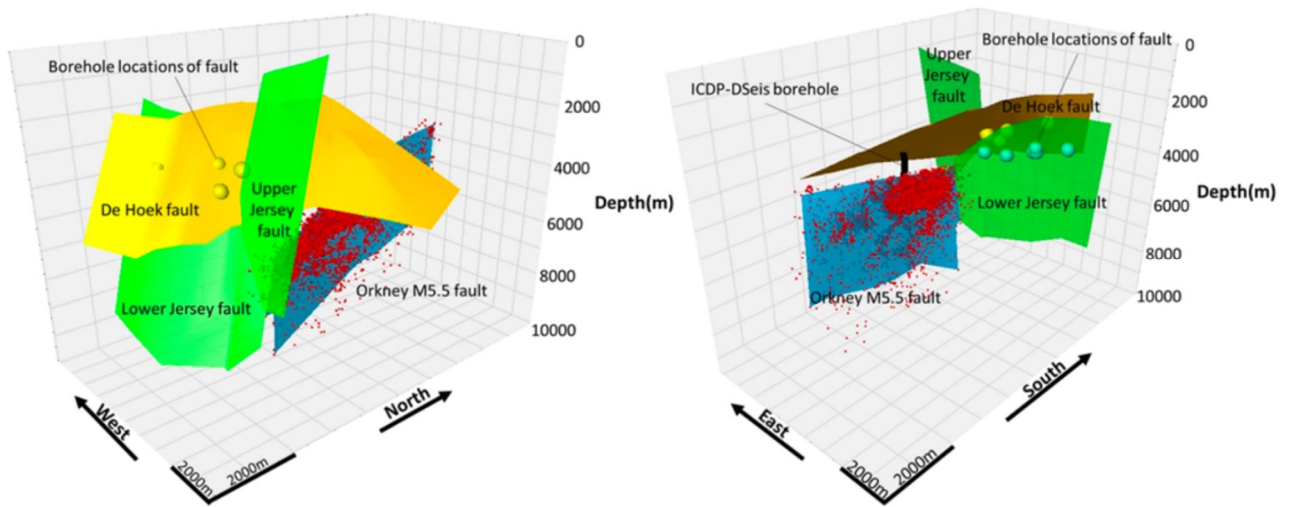 Borehole locations of fault
De Hoek fault
Upper
Jersey
fault
Lower Jersey fault
Orkney M5.5 fault
0
2000
4000
6000
8000
10000
Depth(m)
West
North
2000m
2000m
Borehole locations of fault
ICDP-DSeis borehole
Upper
Jersey
fault
De Hoek fault
Lower Jersey fault
Orkney M5.5 fault
0
2000
4000
6000
8000
10000
Depth(m)
East
South
2000m
2000m